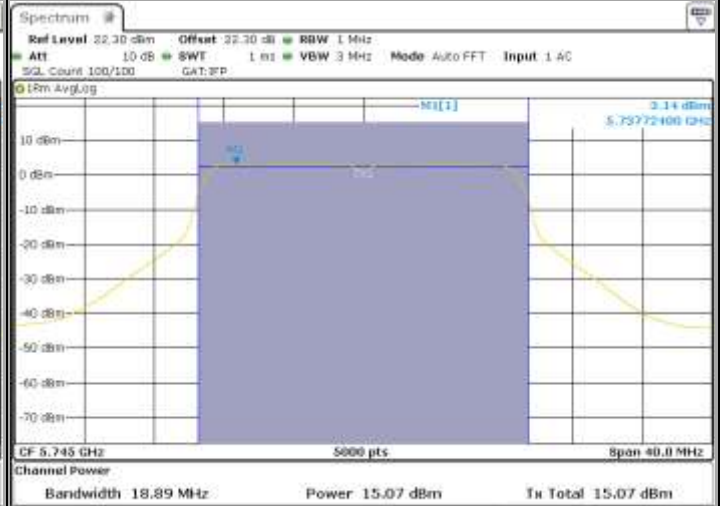 Spectrum
Ref Level 22.30 dBm Offset 22.30 dB RBW 1 MHz
Att 10 dB SWT 1 ms VBW 3 MHz Mode Auto FFT Input 1 AC
SGL Count 100/100 GAT:IFP
1Rm AvgLog
M1[1] 3.14 dBm
5.73772400 GHz
10 dBm
M1
0 dBm
-10 dBm
-20 dBm
-30 dBm
-40 dBm
-50 dBm
-60 dBm
-70 dBm
CF 5.745 GHz 5000 pts Span 40.0 MHz
Channel Power
Bandwidth 18.89 MHz Power 15.07 dBm Tx Total 15.07 dBm